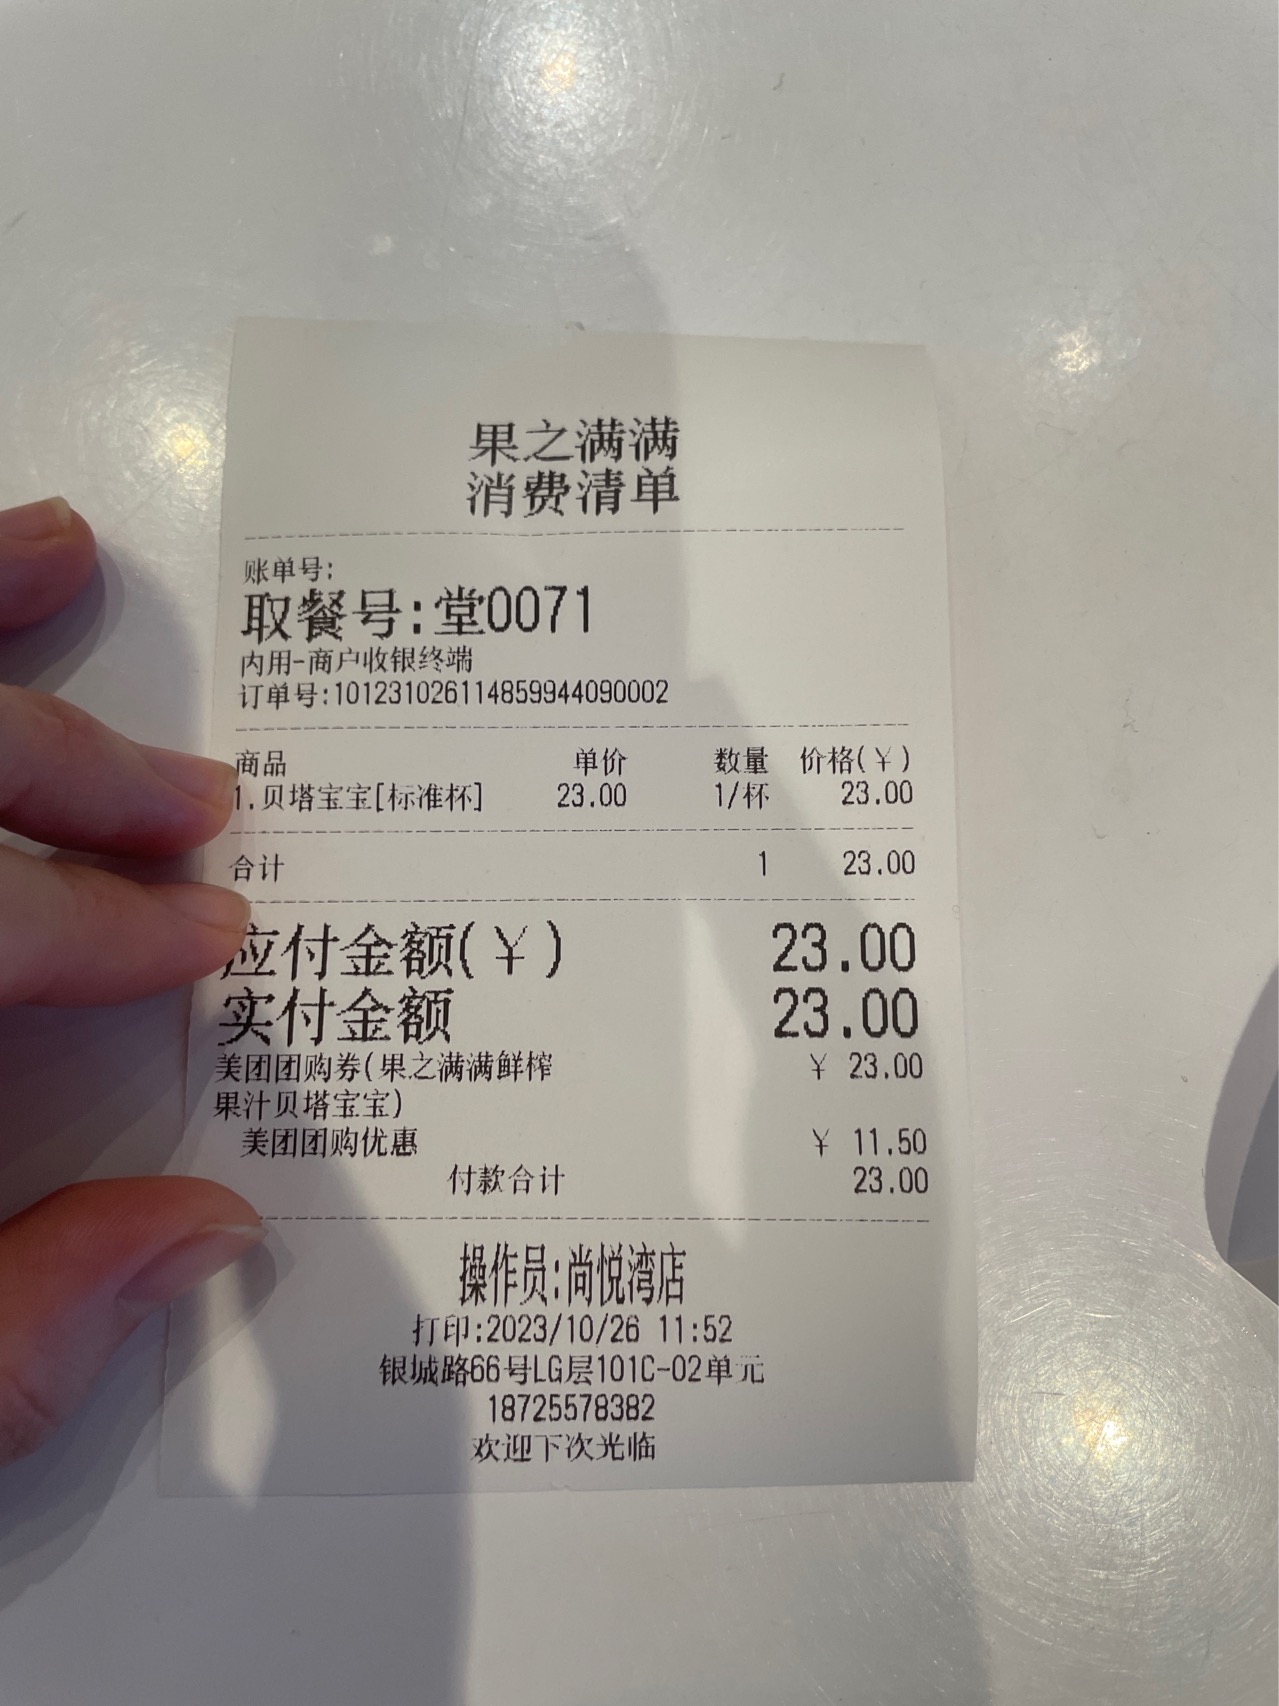 果之满满
消费清单
账单号:
取餐号:堂0071
内用-商户收银终端
订单号:101231026114859944090002
商品 单价 数量 价格(¥)
1.贝塔宝宝[标准杯] 23.00 1/杯 23.00
合计 1 23.00
应付金额(¥) 23.00
实付金额 23.00
美团团购券(果之满满鲜榨 ¥ 23.00
果汁贝塔宝宝)
美团团购优惠 ¥ 11.50
付款合计 23.00
操作员:尚悦湾店
打印:2023/10/26 11:52
银城路66号LG层101C-02单元
18725578382
欢迎下次光临